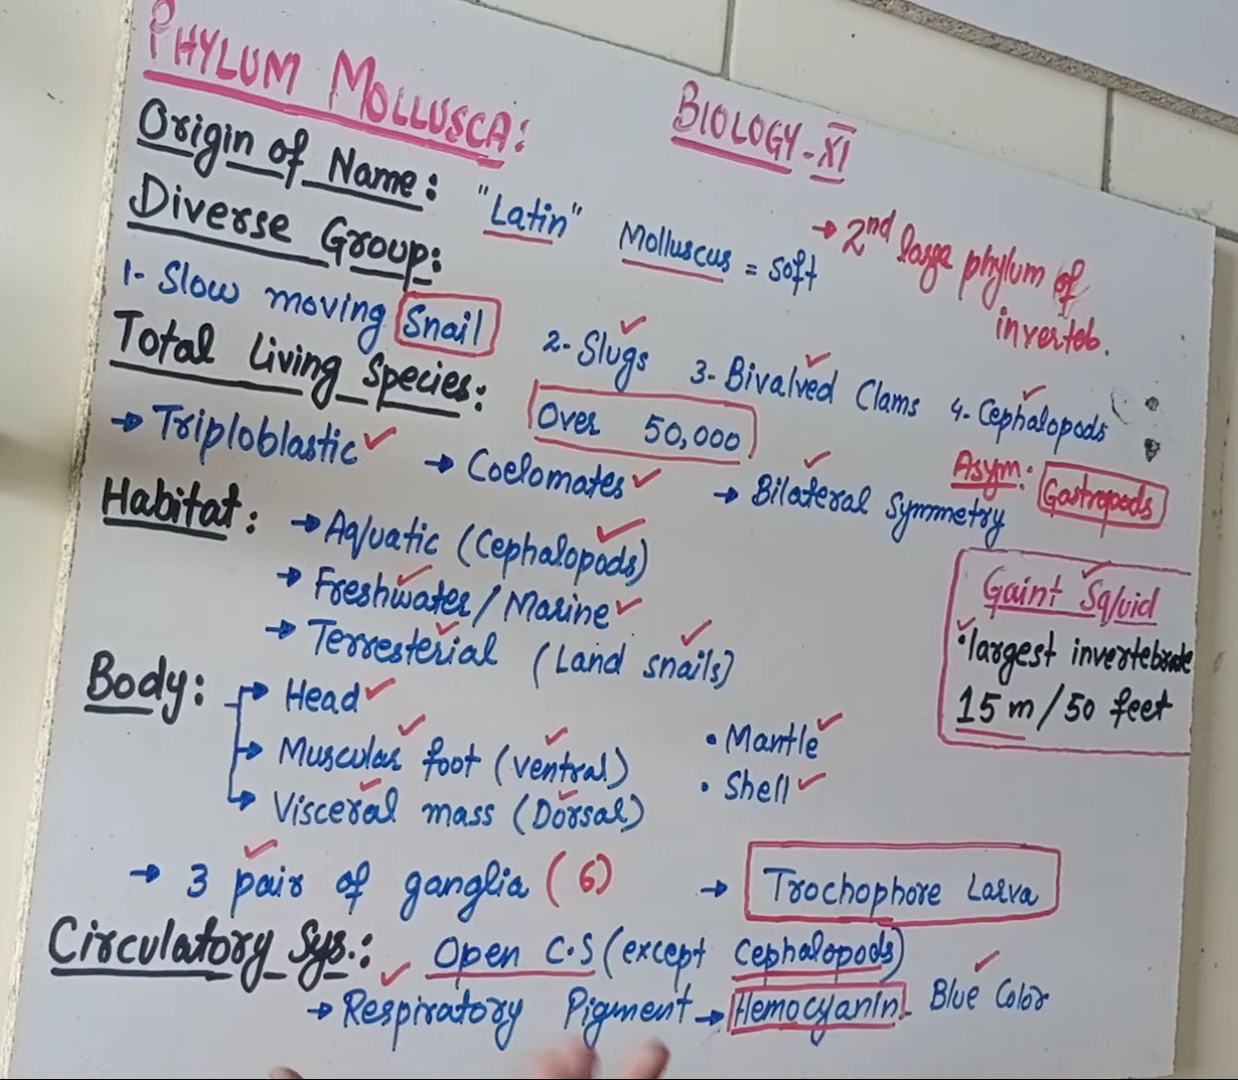 PHYLUM MOLLUSCA:
BIOLOGY-XI
Origin of Name: "Latin" Molluscus = soft
→ 2nd large phylum of
inverteb.
Diverse Group:
1- Slow moving Snail 2- Slugs 3- Bivalved Clams 4- Cephalopods
Total Living Species: Over 50,000
→ Triploblastic → Coelomates → Bilateral Symmetry
Asym: Gastropods
Habitat: → Aquatic (Cephalopods)
→ Freshwater / Marine
→ Terresterial (Land snails)
Gaint Squid
• largest invertebrate
15 m / 50 feet
Body: → Head
→ Muscular foot (ventral)
→ Visceral mass (Dorsal)
• Mantle
• Shell
→ 3 pair of ganglia (6) → Trochophore Larva
Circulatory Sys.: Open C.S (except Cephalopods)
→ Respiratory Pigment → Hemocyanin - Blue Color